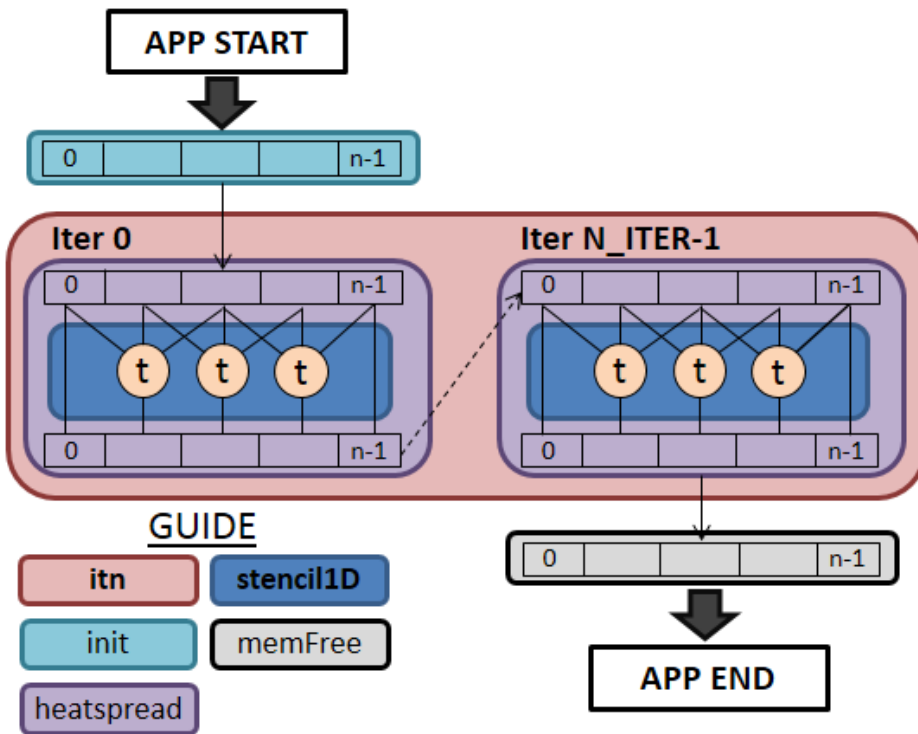 APP START
0 n-1
Iter 0 Iter N_ITER-1
0 n-1 0 n-1
t t t t t t
0 n-1 0 n-1
GUIDE
0 n-1
itn stencil1D
init memFree
APP END
heatspread